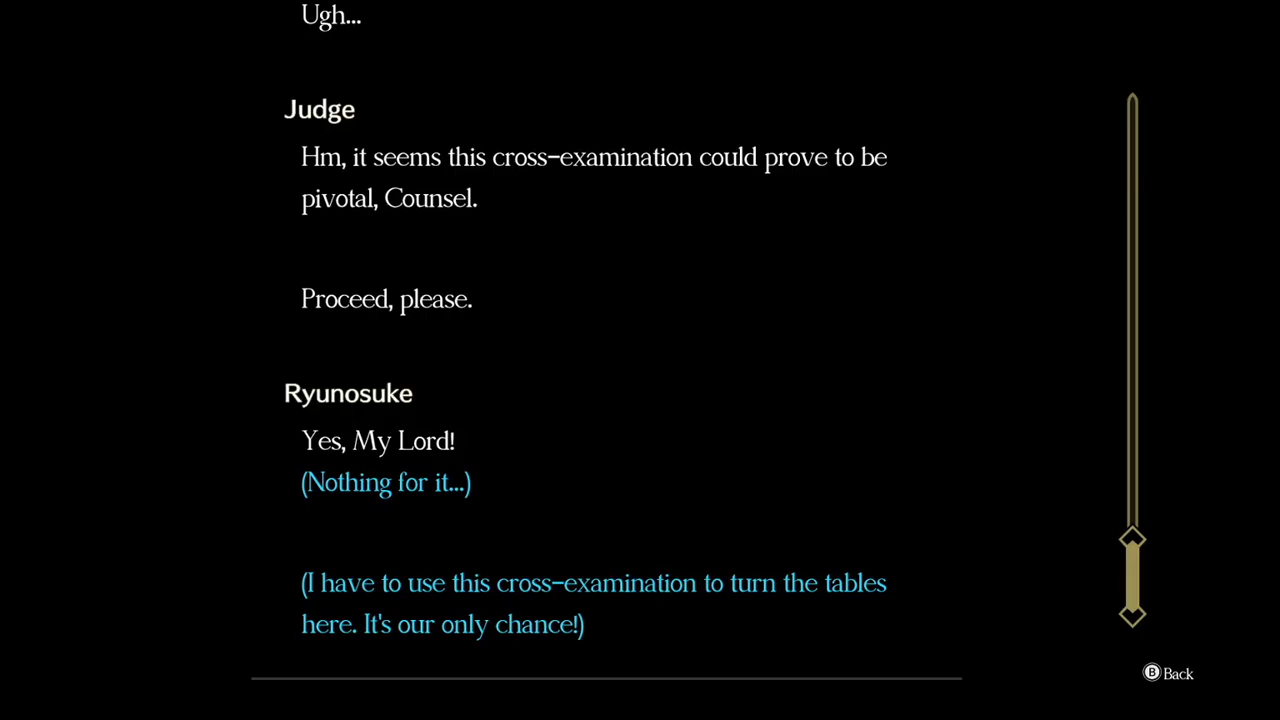 Ugh...
Judge
Hm, it seems this cross-examination could prove to be
pivotal, Counsel.
Proceed, please.
Ryunosuke
Yes, My Lord!
(Nothing for it...)
(I have to use this cross-examination to turn the tables
here. It's our only chance!)
B Back